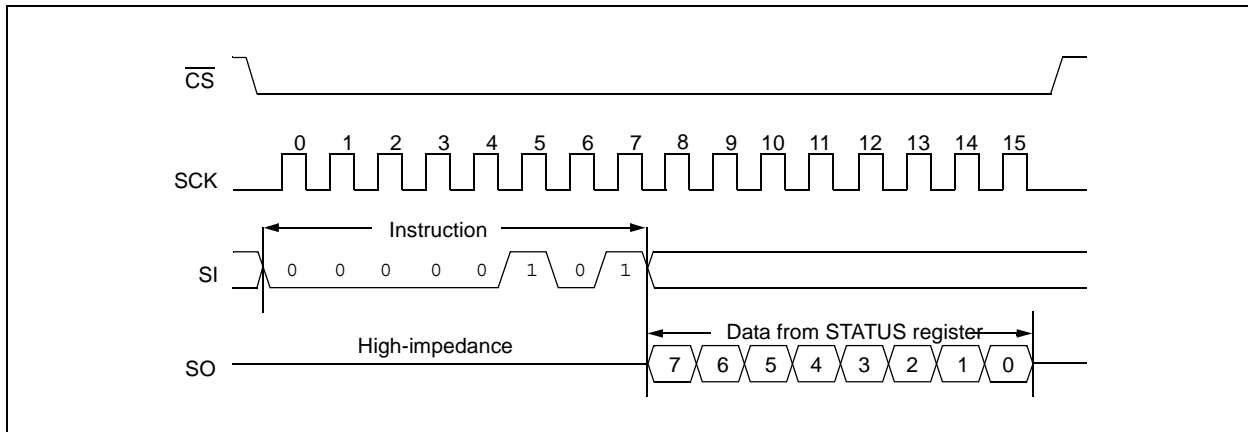 CS
0 1 2 3 4 5 6 7 8 9 10 11 12 13 14 15
SCK
Instruction
SI 0 0 0 0 0 1 0 1
High-impedance
Data from STATUS register
SO 7 6 5 4 3 2 1 0